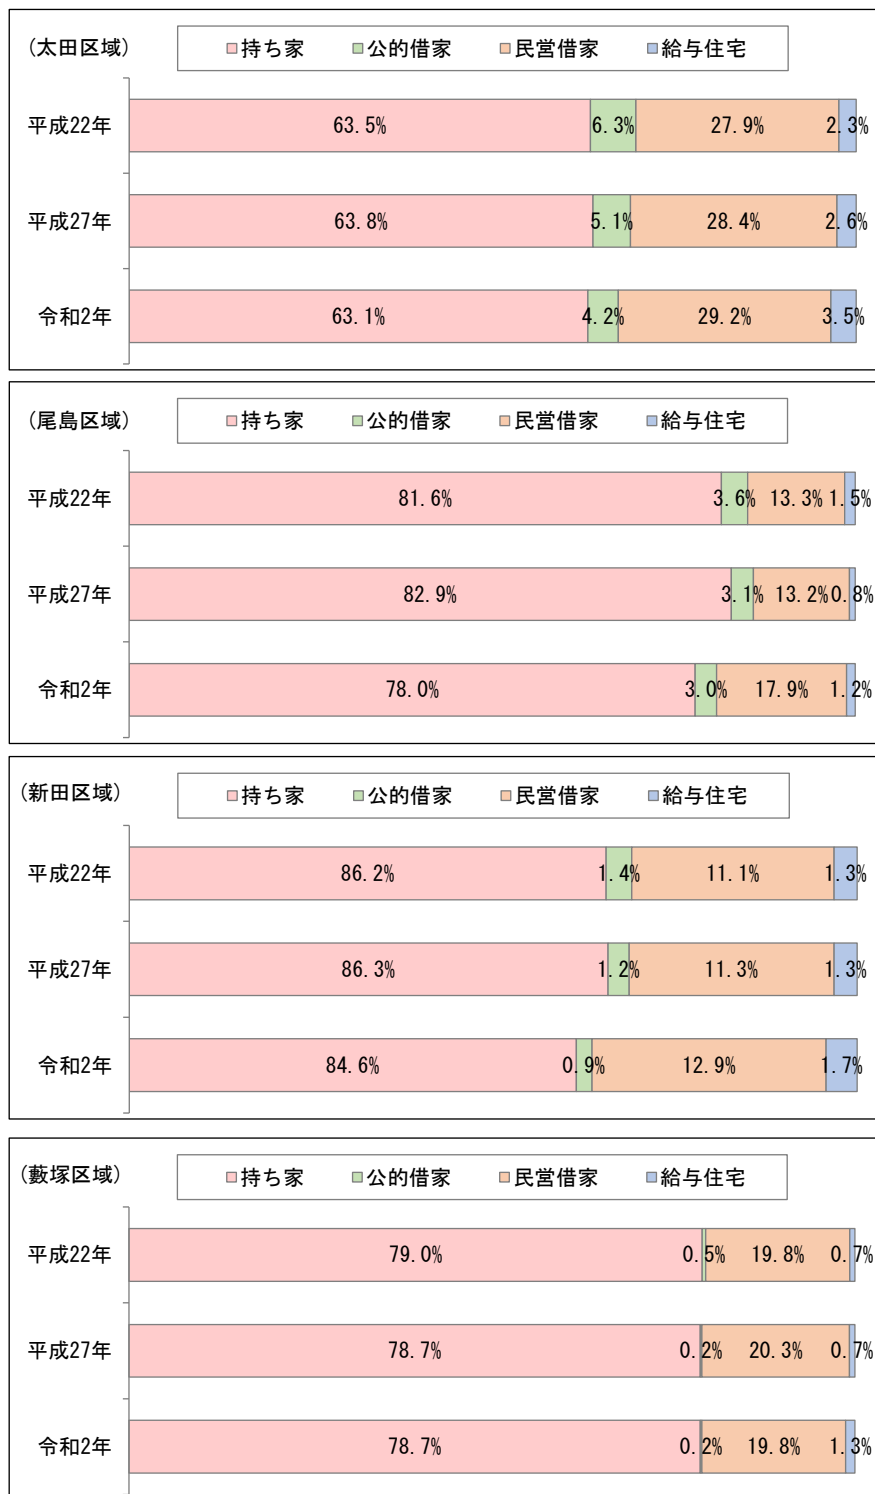 (太田区域) 持ち家 公的借家 民営借家 給与住宅
平成22年 63.5% 6.3% 27.9% 2.3%
平成27年 63.8% 5.1% 28.4% 2.6%
令和2年 63.1% 4.2% 29.2% 3.5%
(尾島区域) 持ち家 公的借家 民営借家 給与住宅
平成22年 81.6% 3.6% 13.3% 1.5%
平成27年 82.9% 3.1% 13.2% 0.8%
令和2年 78.0% 3.0% 17.9% 1.2%
(新田区域) 持ち家 公的借家 民営借家 給与住宅
平成22年 86.2% 1.4% 11.1% 1.3%
平成27年 86.3% 1.2% 11.3% 1.3%
令和2年 84.6% 0.9% 12.9% 1.7%
(藪塚区域) 持ち家 公的借家 民営借家 給与住宅
平成22年 79.0% 0.5% 19.8% 0.7%
平成27年 78.7% 0.2% 20.3% 0.7%
令和2年 78.7% 0.2% 19.8% 1.3%